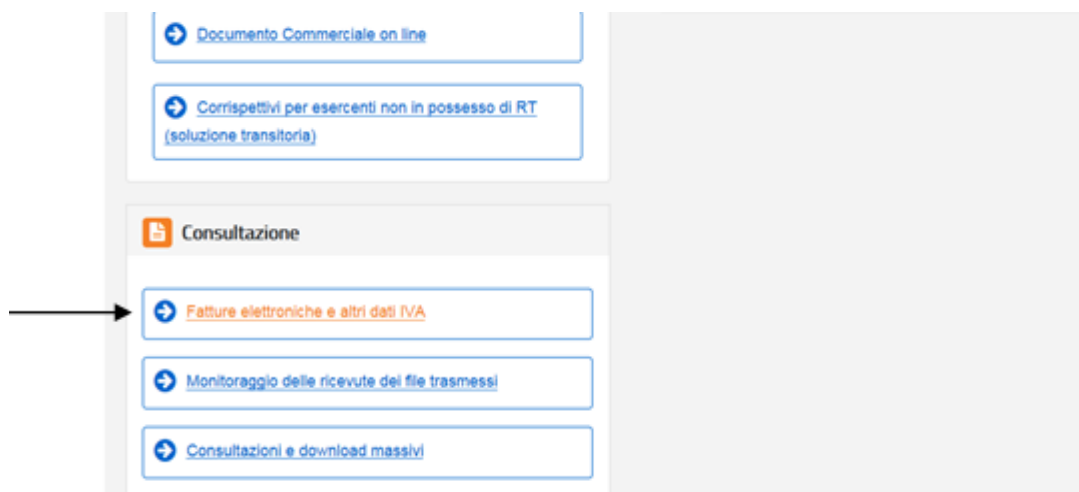 Documento Commerciale on line
Corrispettivi per esercenti non in possesso di RT
(soluzione transitoria)
Consultazione
Fatture elettroniche e altri dati IVA
Monitoraggio delle ricevute dei file trasmessi
Consultazioni e download massivi